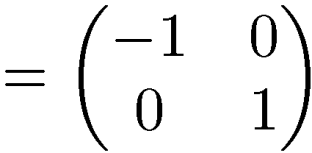 = \begin{pmatrix} -1 & 0 \\ 0 & 1 \end{pmatrix}